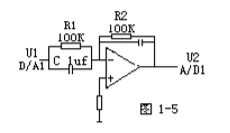 R2
R1
100K
100K
U1
U2
C 1uf
D/A1
A/D1
-
+
图 1-5